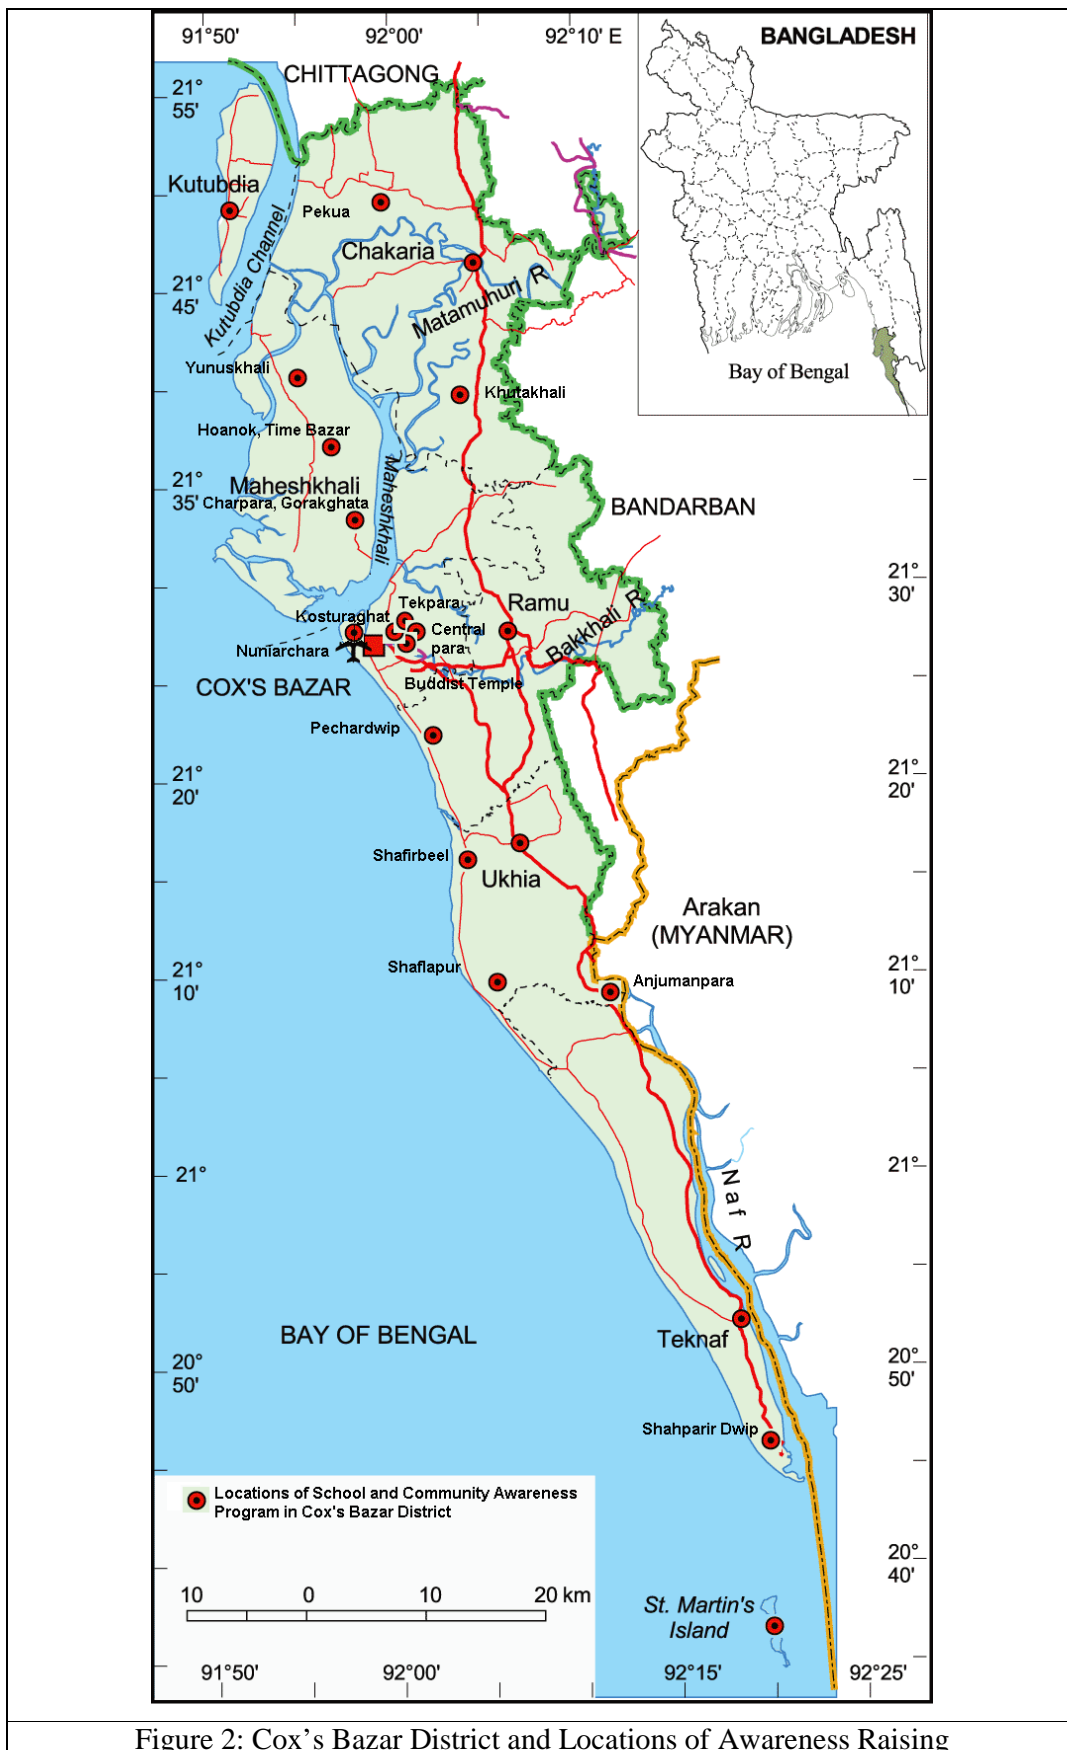 91°50'
92°00'
92°10' E
BANGLADESH
CHITTAGONG
21°
55'
Kutubdia
Pekua
Kutubdia Channel
Chakaria
21°
45'
Matamuhuri R
Bay of Bengal
Yunuskhali
Khutakhali
Hoanok, Time Bazar
Maheshkhali
21°
35'
Maheshkhali
Charpara, Gorakghata
BANDARBAN
21°
30'
Tekpara
Ramu
Kosturaghat
Central
para
Bakkhali R
Nuniarchara
COX'S BAZAR
Buddist Temple
Pechardwip
21°
20'
21°
20'
Shafirbeel
Ukhia
Arakan
(MYANMAR)
Shaflapur
21°
10'
21°
10'
Anjumanpara
21°
21°
Naf R
BAY OF BENGAL
Teknaf
20°
50'
20°
50'
Shahparir Dwip
Locations of School and Community Awareness
Program in Cox's Bazar District
20°
40'
10 0 10 20 km
St. Martin's
Island
91°50'
92°00'
92°15'
92°25'
Figure 2: Cox’s Bazar District and Locations of Awareness Raising